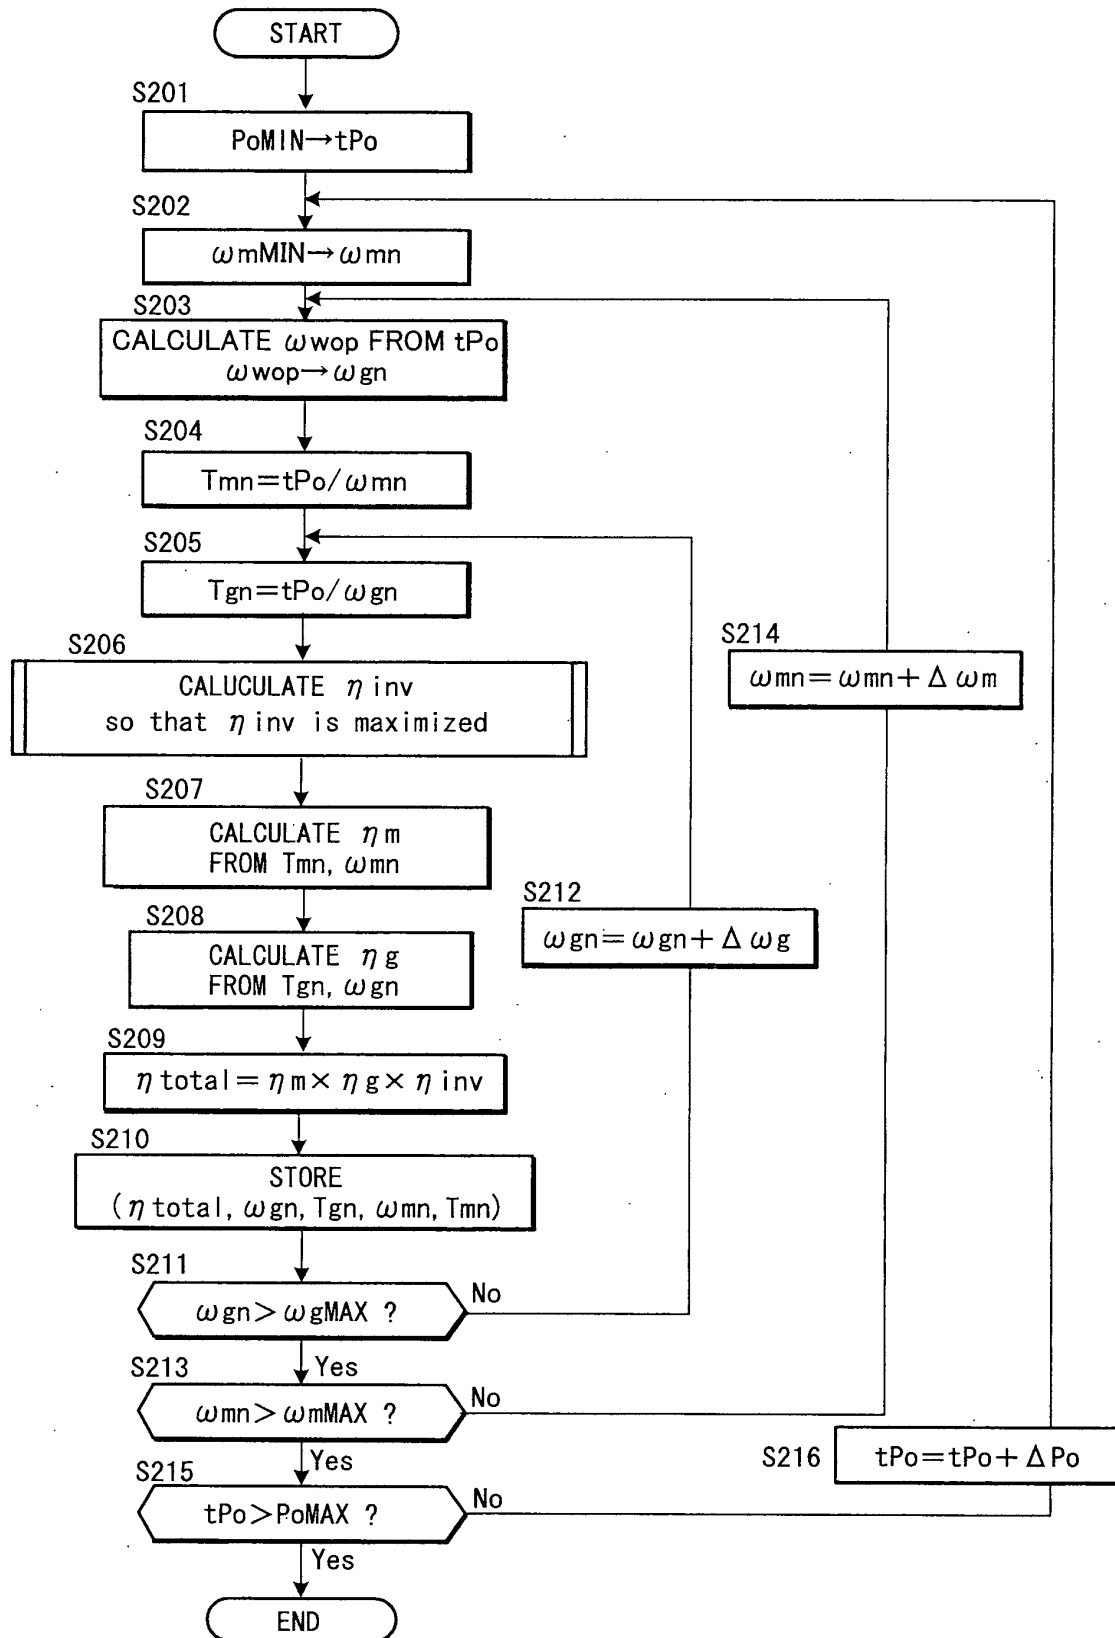 START
S201
PoMIN→tPo
S202
ωmMIN→ωmn
S203
CALCULATE ωwop FROM tPo
ωwop→ωgn
S204
Tmn=tPo/ωmn
S205
Tgn=tPo/ωgn
S206
CALUCULATE η inv
so that η inv is maximized
S207
CALCULATE ηm
FROM Tmn, ωmn
S208
CALCULATE ηg
FROM Tgn, ωgn
S209
ηtotal=ηm×ηg×ηinv
S210
STORE
(ηtotal, ωgn, Tgn, ωmn, Tmn)
S211
ωgn>ωgMAX ?
No
Yes
S212
ωgn=ωgn+Δωg
S213
ωmn>ωmMAX ?
No
Yes
S214
ωmn=ωmn+Δωm
S215
tPo>PoMAX ?
No
Yes
S216
tPo=tPo+ΔPo
END